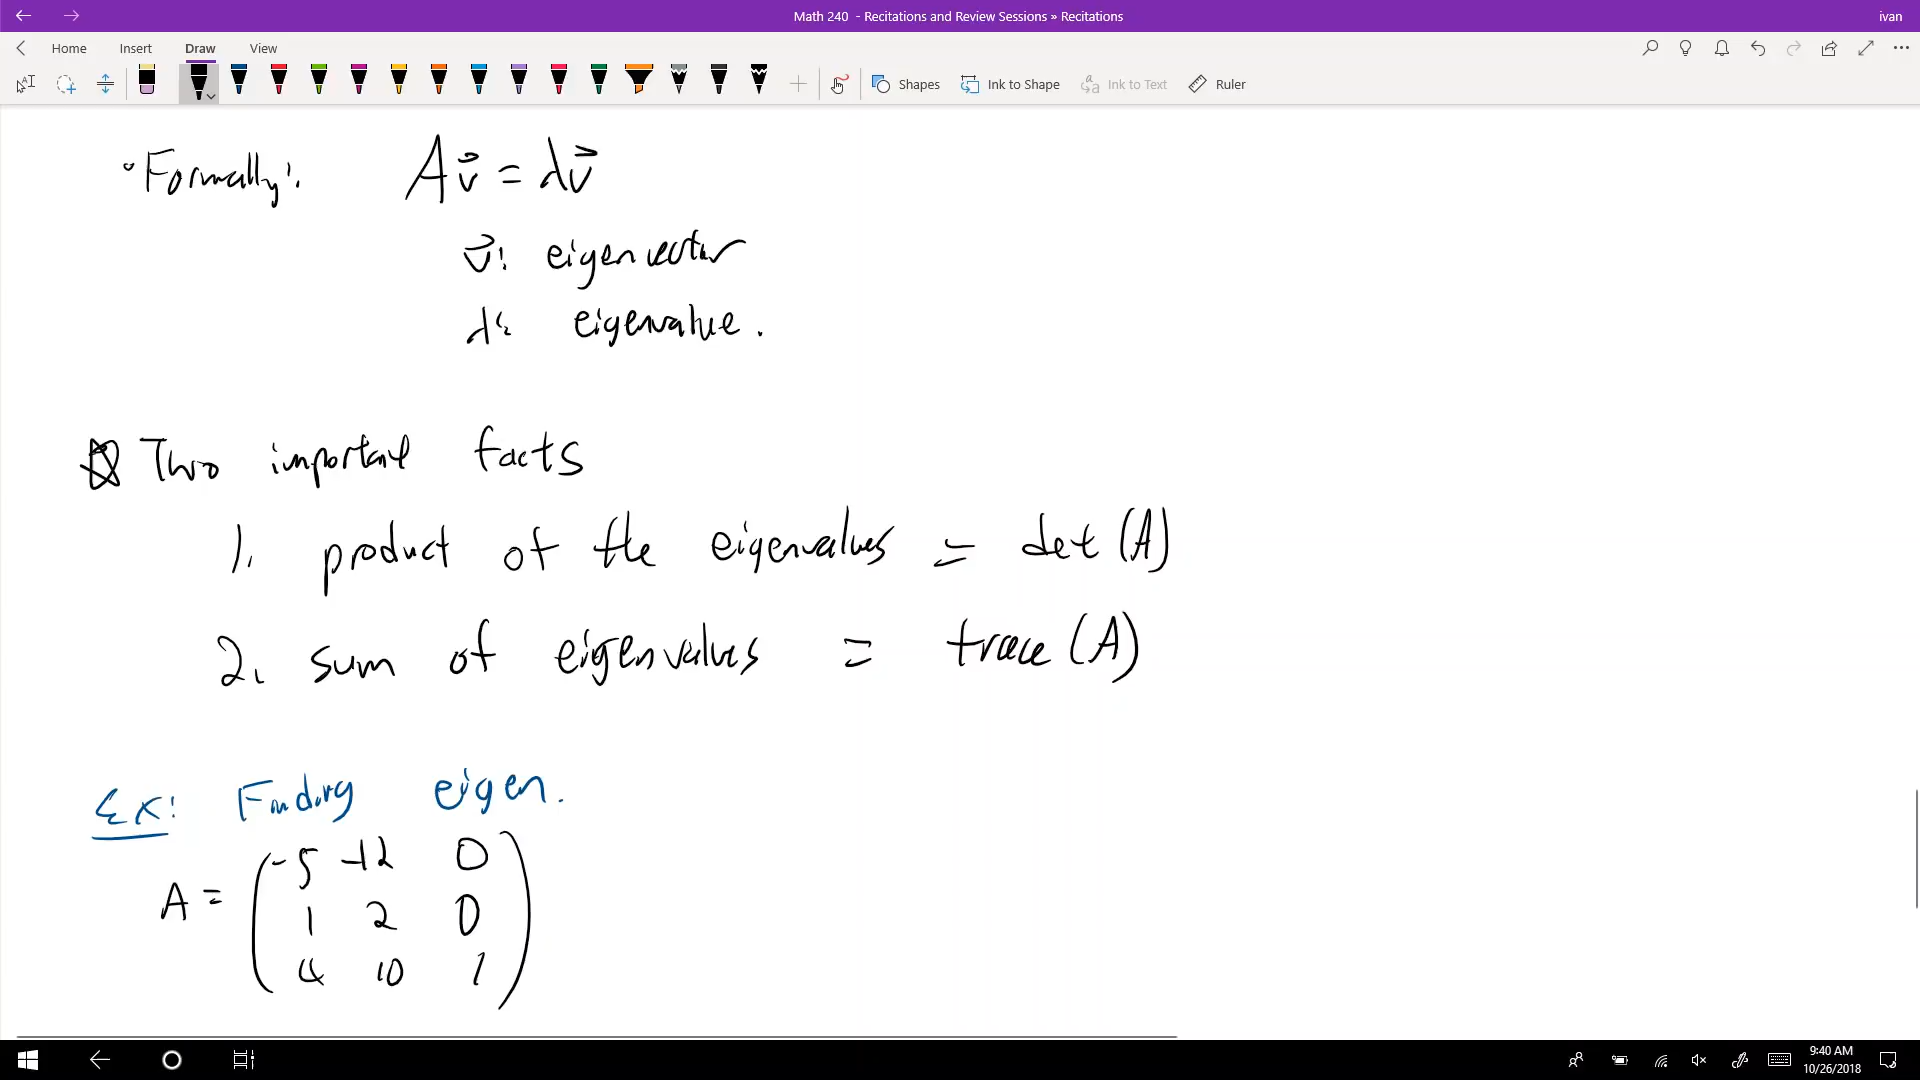 Math 240 - Recitations and Review Sessions » Recitations
ivan
Home Insert Draw View
Shapes Ink to Shape Ink to Text Ruler
Formally: Av⃗ = λv⃗
v⃗: eigenvector
λ: eigenvalue.
Two important facts
1. product of the eigenvalues = det (A)
2. sum of eigenvalues = trace (A)
Ex: Finding eigen.
A = 
-5 -12 0
1 2 0
4 10 1
9:40 AM
10/26/2018